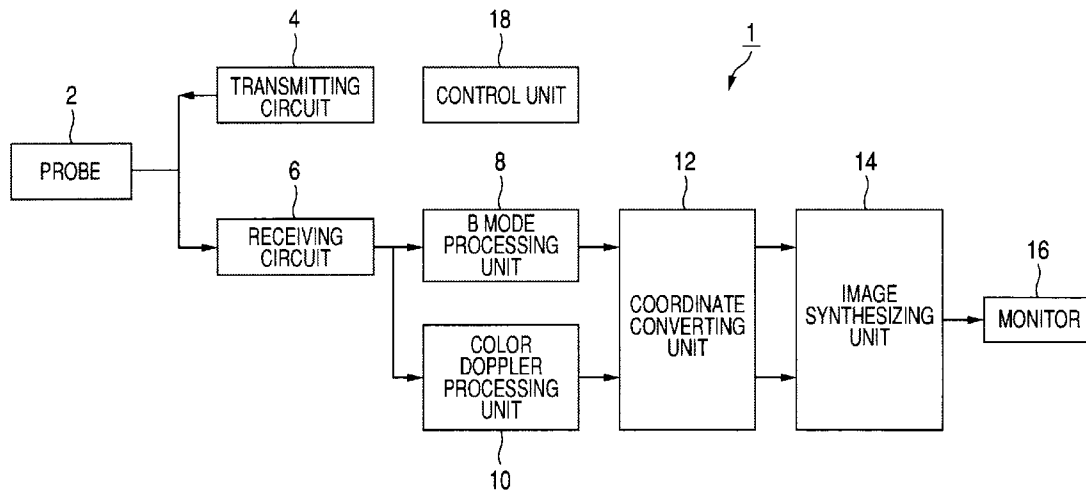 4
18
1
TRANSMITTING
CIRCUIT
CONTROL UNIT
2
PROBE
6
8
12
14
RECEIVING
CIRCUIT
B MODE
PROCESSING
UNIT
16
COORDINATE
CONVERTING
UNIT
IMAGE
SYNTHESIZING
UNIT
MONITOR
COLOR
DOPPLER
PROCESSING
UNIT
10